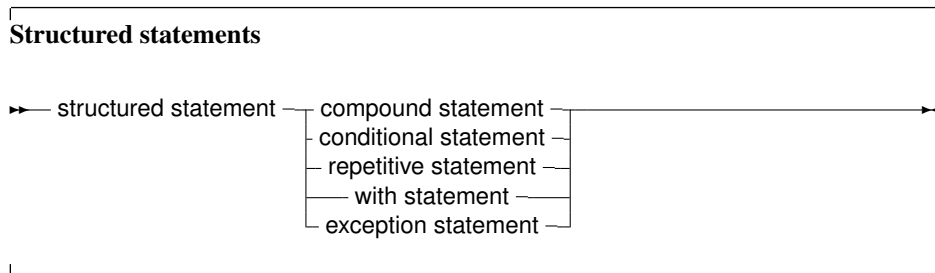 Structured statements
structured statement compound statement
conditional statement
repetitive statement
with statement
exception statement